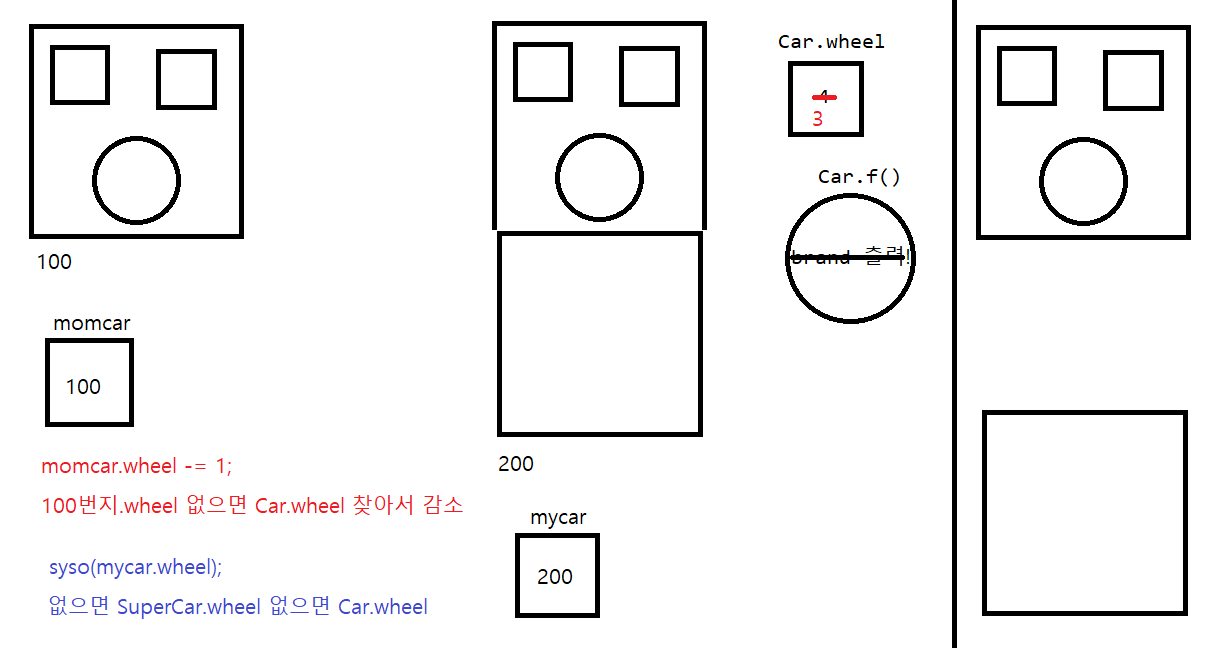 100
momcar
100
momcar.wheel -= 1;
100번지.wheel 없으면 Car.wheel 찾아서 감소
syso(mycar.wheel);
없으면 SuperCar.wheel 없으면 Car.wheel
200
mycar
200
Car.wheel
4
3
Car.f()
brand 출력!